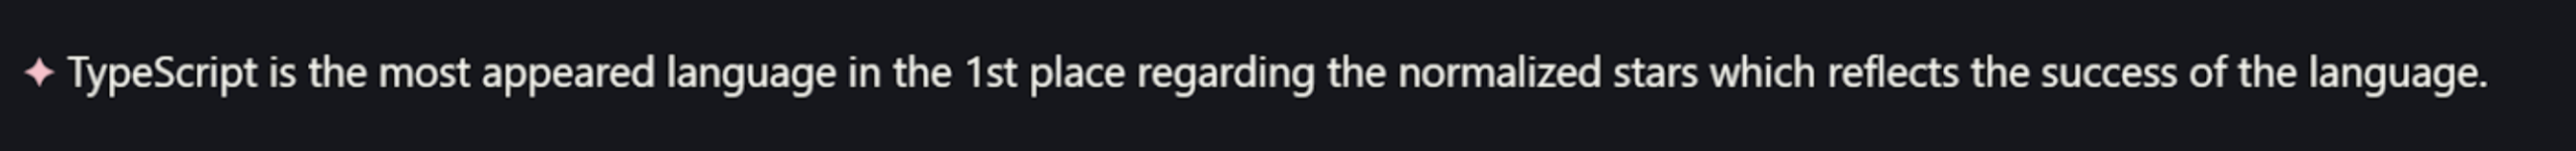 ✦ TypeScript is the most appeared language in the 1st place regarding the normalized stars which reflects the success of the language.